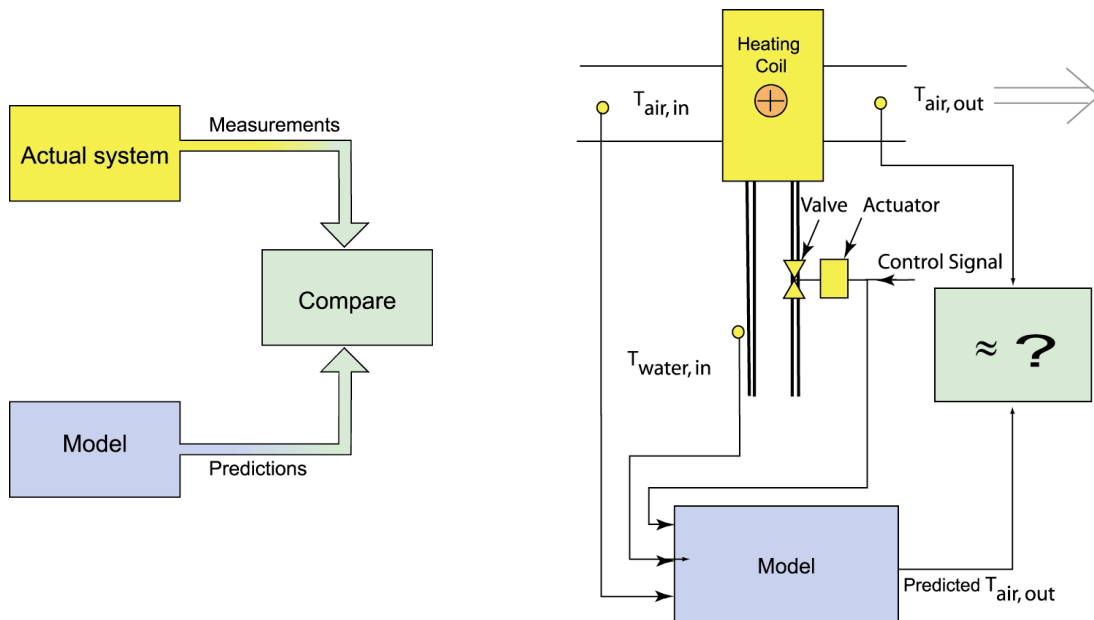 Actual system
Measurements
Compare
Model
Predictions
Heating
Coil
T air, in
T air, out
Valve
Actuator
Control Signal
T water, in
≈ ?
Model
Predicted T air, out